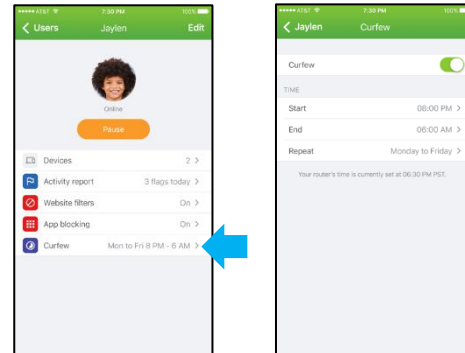 AT&T 7:30 PM 100%
Users Jaylen Edit
Online
Pause
Devices 2
Activity report 3 flags today
Website filters On
App blocking On
Curfew Mon to Fri 8 PM - 6 AM
AT&T 7:30 PM 100%
Jaylen Curfew
Curfew
TIME
Start 08:00 PM
End 06:00 AM
Repeat Monday to Friday
Your router's time is currently set at 06:30 PM PST.